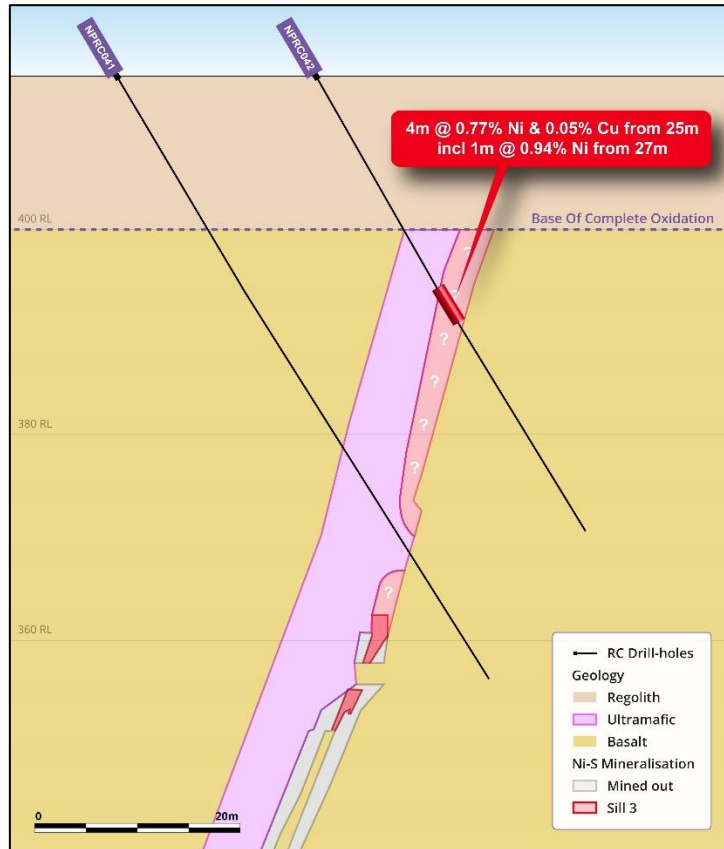 NPRC041
NPRC042
4m @ 0.77% Ni & 0.05% Cu from 25m
incl 1m @ 0.94% Ni from 27m
400 RL
Base Of Complete Oxidation
?
?
?
?
?
?
380 RL
?
360 RL
RC Drill-holes
Geology
Regolith
Ultramafic
Basalt
Ni-S Mineralisation
Mined out
Sill 3
0
20m